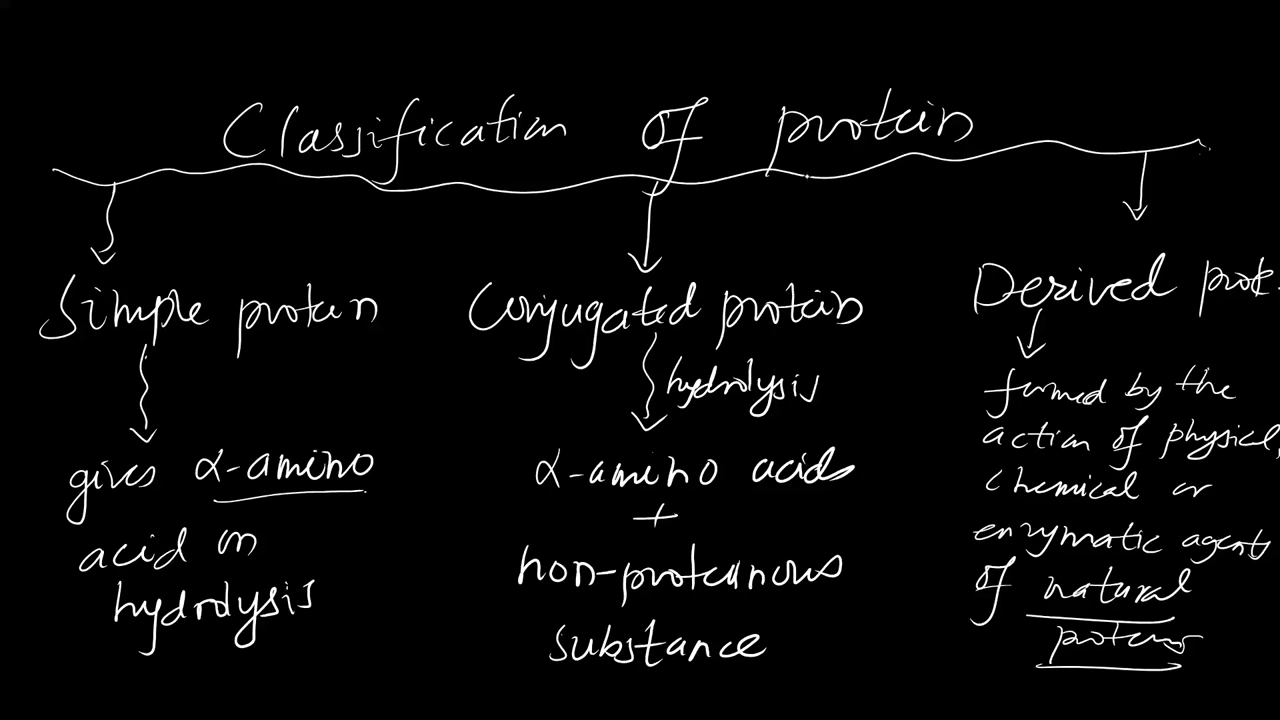 Classification of protein
Simple protein
gives α-amino
acid on
hydrolysis
Conjugated protein
hydrolysis
α-amino acids
+
non-proteanous
substance
Derived prot.
formed by the
action of physical,
chemical or
enzymatic agents
of natural
proteins